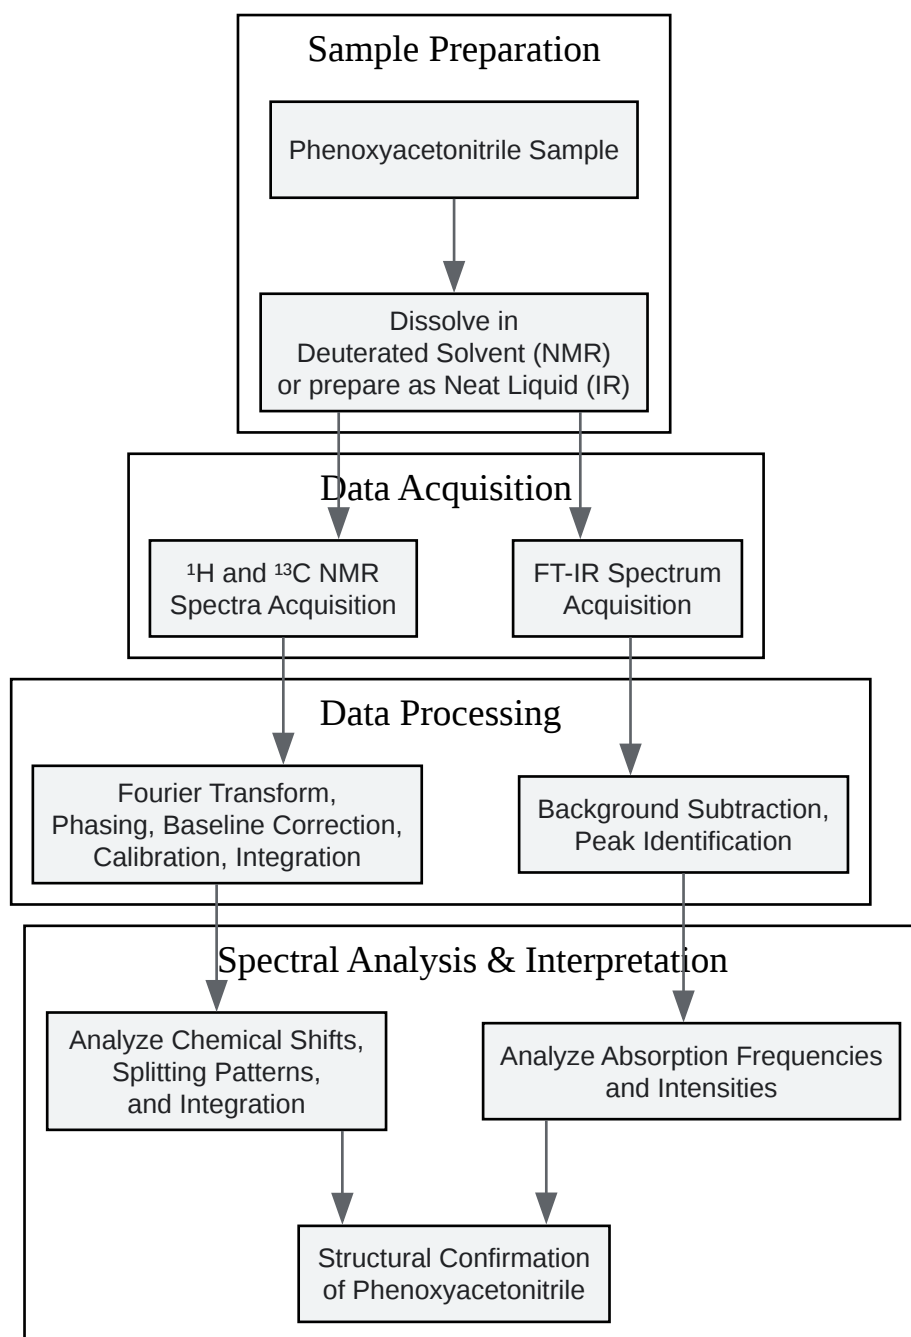 Sample Preparation
Phenoxyacetonitrile Sample
Dissolve in
Deuterated Solvent (NMR)
or prepare as Neat Liquid (IR)
Data Acquisition
¹H and ¹³C NMR
Spectra Acquisition
FT-IR Spectrum
Acquisition
Data Processing
Fourier Transform,
Phasing, Baseline Correction,
Calibration, Integration
Background Subtraction,
Peak Identification
Spectral Analysis & Interpretation
Analyze Chemical Shifts,
Splitting Patterns,
and Integration
Analyze Absorption Frequencies
and Intensities
Structural Confirmation
of Phenoxyacetonitrile